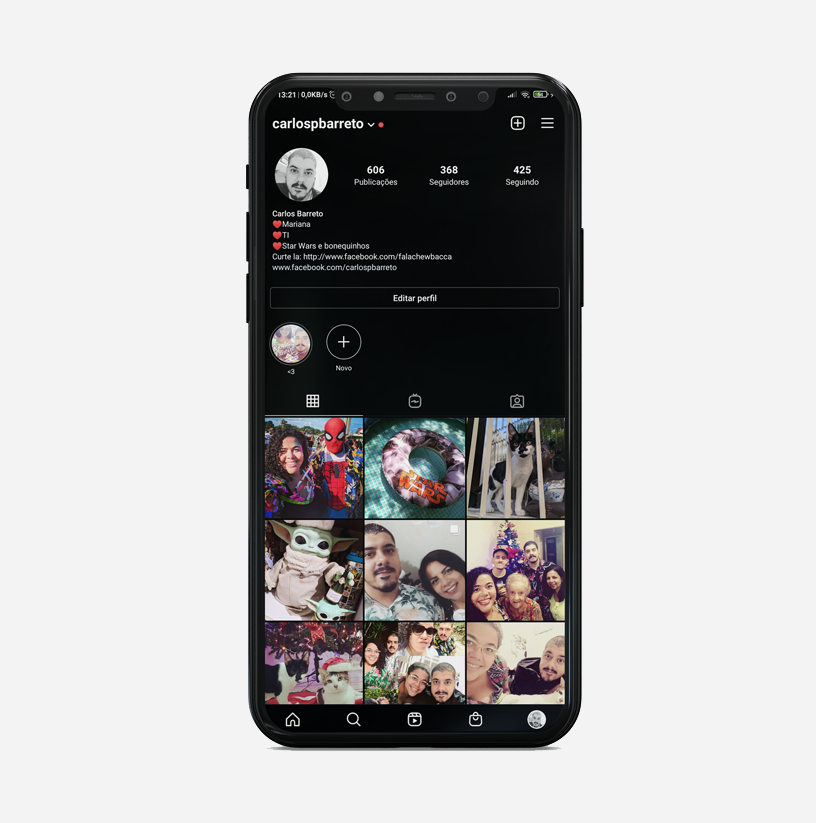 13:21 | 0,0KB/s
carlospbarreto
606
368
425
Publicações
Seguidores
Seguindo
Carlos Barreto
❤️Mariana
❤️TI
❤️Star Wars e bonequinhos
Curte la: http://www.facebook.com/falachewbacca
www.facebook.com/carlospbarreto
Editar perfil
<3
Novo
STAR
WARS